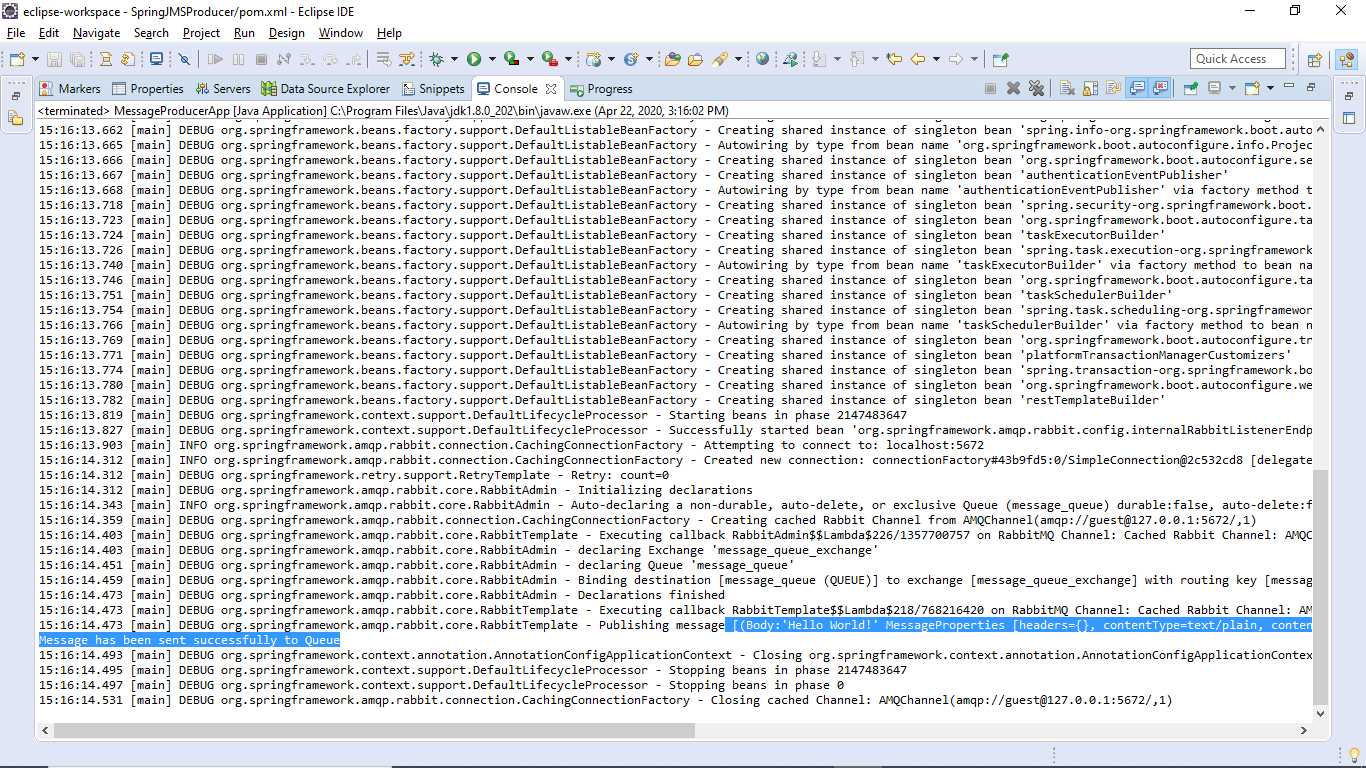 eclipse-workspace - SpringJMSProducer/pom.xml - Eclipse IDE
File Edit Navigate Search Project Run Design Window Help
Quick Access
Markers Properties Servers Data Source Explorer Snippets Console Progress
<terminated> MessageProducerApp [Java Application] C:\Program Files\Java\jdk1.8.0_202\bin\javaw.exe (Apr 22, 2020, 3:16:02 PM)
15:16:13.662 [main] DEBUG org.springframework.beans.factory.support.DefaultListableBeanFactory - Creating shared instance of singleton bean 'spring.info-org.springframework.boot.auto
15:16:13.665 [main] DEBUG org.springframework.beans.factory.support.DefaultListableBeanFactory - Autowiring by type from bean name 'org.springframework.boot.autoconfigure.info.Projec
15:16:13.666 [main] DEBUG org.springframework.beans.factory.support.DefaultListableBeanFactory - Creating shared instance of singleton bean 'org.springframework.boot.autoconfigure.se
15:16:13.667 [main] DEBUG org.springframework.beans.factory.support.DefaultListableBeanFactory - Creating shared instance of singleton bean 'authenticationEventPublisher'
15:16:13.668 [main] DEBUG org.springframework.beans.factory.support.DefaultListableBeanFactory - Autowiring by type from bean name 'authenticationEventPublisher' via factory method t
15:16:13.718 [main] DEBUG org.springframework.beans.factory.support.DefaultListableBeanFactory - Creating shared instance of singleton bean 'spring.security-org.springframework.boot.
15:16:13.723 [main] DEBUG org.springframework.beans.factory.support.DefaultListableBeanFactory - Creating shared instance of singleton bean 'org.springframework.boot.autoconfigure.ta
15:16:13.724 [main] DEBUG org.springframework.beans.factory.support.DefaultListableBeanFactory - Creating shared instance of singleton bean 'taskExecutorBuilder'
15:16:13.726 [main] DEBUG org.springframework.beans.factory.support.DefaultListableBeanFactory - Creating shared instance of singleton bean 'spring.task.execution-org.springframework
15:16:13.740 [main] DEBUG org.springframework.beans.factory.support.DefaultListableBeanFactory - Autowiring by type from bean name 'taskExecutorBuilder' via factory method to bean na
15:16:13.746 [main] DEBUG org.springframework.beans.factory.support.DefaultListableBeanFactory - Creating shared instance of singleton bean 'org.springframework.boot.autoconfigure.ta
15:16:13.751 [main] DEBUG org.springframework.beans.factory.support.DefaultListableBeanFactory - Creating shared instance of singleton bean 'taskSchedulerBuilder'
15:16:13.754 [main] DEBUG org.springframework.beans.factory.support.DefaultListableBeanFactory - Creating shared instance of singleton bean 'spring.task.scheduling-org.springframewor
15:16:13.766 [main] DEBUG org.springframework.beans.factory.support.DefaultListableBeanFactory - Autowiring by type from bean name 'taskSchedulerBuilder' via factory method to bean n
15:16:13.769 [main] DEBUG org.springframework.beans.factory.support.DefaultListableBeanFactory - Creating shared instance of singleton bean 'org.springframework.boot.autoconfigure.tr
15:16:13.771 [main] DEBUG org.springframework.beans.factory.support.DefaultListableBeanFactory - Creating shared instance of singleton bean 'platformTransactionManagerCustomizers'
15:16:13.774 [main] DEBUG org.springframework.beans.factory.support.DefaultListableBeanFactory - Creating shared instance of singleton bean 'spring.transaction-org.springframework.bo
15:16:13.780 [main] DEBUG org.springframework.beans.factory.support.DefaultListableBeanFactory - Creating shared instance of singleton bean 'org.springframework.boot.autoconfigure.we
15:16:13.782 [main] DEBUG org.springframework.beans.factory.support.DefaultListableBeanFactory - Creating shared instance of singleton bean 'restTemplateBuilder'
15:16:13.819 [main] DEBUG org.springframework.context.support.DefaultLifecycleProcessor - Starting beans in phase 2147483647
15:16:13.827 [main] DEBUG org.springframework.context.support.DefaultLifecycleProcessor - Successfully started bean 'org.springframework.amqp.rabbit.config.internalRabbitListenerEndp
15:16:13.903 [main] INFO org.springframework.amqp.rabbit.connection.CachingConnectionFactory - Attempting to connect to: localhost:5672
15:16:14.312 [main] INFO org.springframework.amqp.rabbit.connection.CachingConnectionFactory - Created new connection: connectionFactory#43b9fd5:0/SimpleConnection@2c532cd8 [delegate
15:16:14.312 [main] DEBUG org.springframework.retry.support.RetryTemplate - Retry: count=0
15:16:14.312 [main] DEBUG org.springframework.amqp.rabbit.core.RabbitAdmin - Initializing declarations
15:16:14.343 [main] INFO org.springframework.amqp.rabbit.core.RabbitAdmin - Auto-declaring a non-durable, auto-delete, or exclusive Queue (message_queue) durable:false, auto-delete:f
15:16:14.359 [main] DEBUG org.springframework.amqp.rabbit.connection.CachingConnectionFactory - Creating cached Rabbit Channel from AMQChannel(amqp://guest@127.0.0.1:5672/,1)
15:16:14.403 [main] DEBUG org.springframework.amqp.rabbit.core.RabbitTemplate - Executing callback RabbitAdmin$$Lambda$226/1357700757 on RabbitMQ Channel: Cached Rabbit Channel: AMQC
15:16:14.403 [main] DEBUG org.springframework.amqp.rabbit.core.RabbitAdmin - declaring Exchange 'message_queue_exchange'
15:16:14.451 [main] DEBUG org.springframework.amqp.rabbit.core.RabbitAdmin - declaring Queue 'message_queue'
15:16:14.459 [main] DEBUG org.springframework.amqp.rabbit.core.RabbitAdmin - Binding destination [message_queue (QUEUE)] to exchange [message_queue_exchange] with routing key [messag
15:16:14.473 [main] DEBUG org.springframework.amqp.rabbit.core.RabbitAdmin - Declarations finished
15:16:14.473 [main] DEBUG org.springframework.amqp.rabbit.core.RabbitTemplate - Executing callback RabbitTemplate$$Lambda$218/768216420 on RabbitMQ Channel: Cached Rabbit Channel: AM
15:16:14.473 [main] DEBUG org.springframework.amqp.rabbit.core.RabbitTemplate - Publishing message [(Body:'Hello World!' MessageProperties [headers={}, contentType=text/plain, conten
Message has been sent successfully to Queue
15:16:14.493 [main] DEBUG org.springframework.context.annotation.AnnotationConfigApplicationContext - Closing org.springframework.context.annotation.AnnotationConfigApplicationContex
15:16:14.495 [main] DEBUG org.springframework.context.support.DefaultLifecycleProcessor - Stopping beans in phase 2147483647
15:16:14.497 [main] DEBUG org.springframework.context.support.DefaultLifecycleProcessor - Stopping beans in phase 0
15:16:14.531 [main] DEBUG org.springframework.amqp.rabbit.connection.CachingConnectionFactory - Closing cached Channel: AMQChannel(amqp://guest@127.0.0.1:5672/,1)